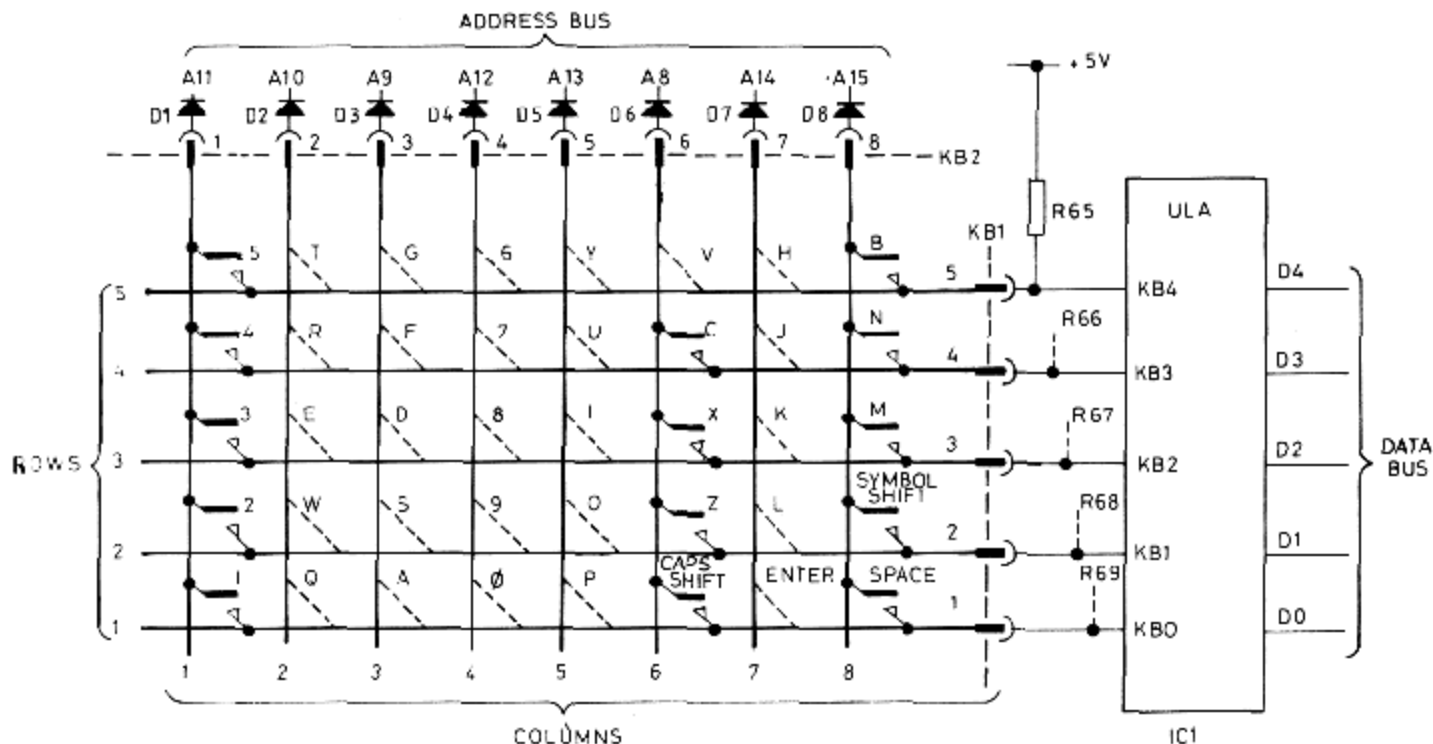 ADDRESS BUS
A11 A10 A9 A12 A13 A8 A14 A15 +5V
D1 D2 D3 D4 D5 D6 D7 D8
1 2 3 4 5 6 7 8
KB2
R65 ULA
KB1
5 T G 6 Y V H B
5 5 KB4 D4
R66
4 R F 7 U C J N
4 4 KB3 D3
R67
3 E D 8 I X K M
ROWS 3 3 KB2 D2 DATA BUS
2 W S 9 O Z L SYMBOL SHIFT
R68
2 2 KB1 D1
R69
1 Q A Ø P CAPS SHIFT ENTER SPACE
1 1 KB0 D0
1 2 3 4 5 6 7 8
COLUMNS IC1